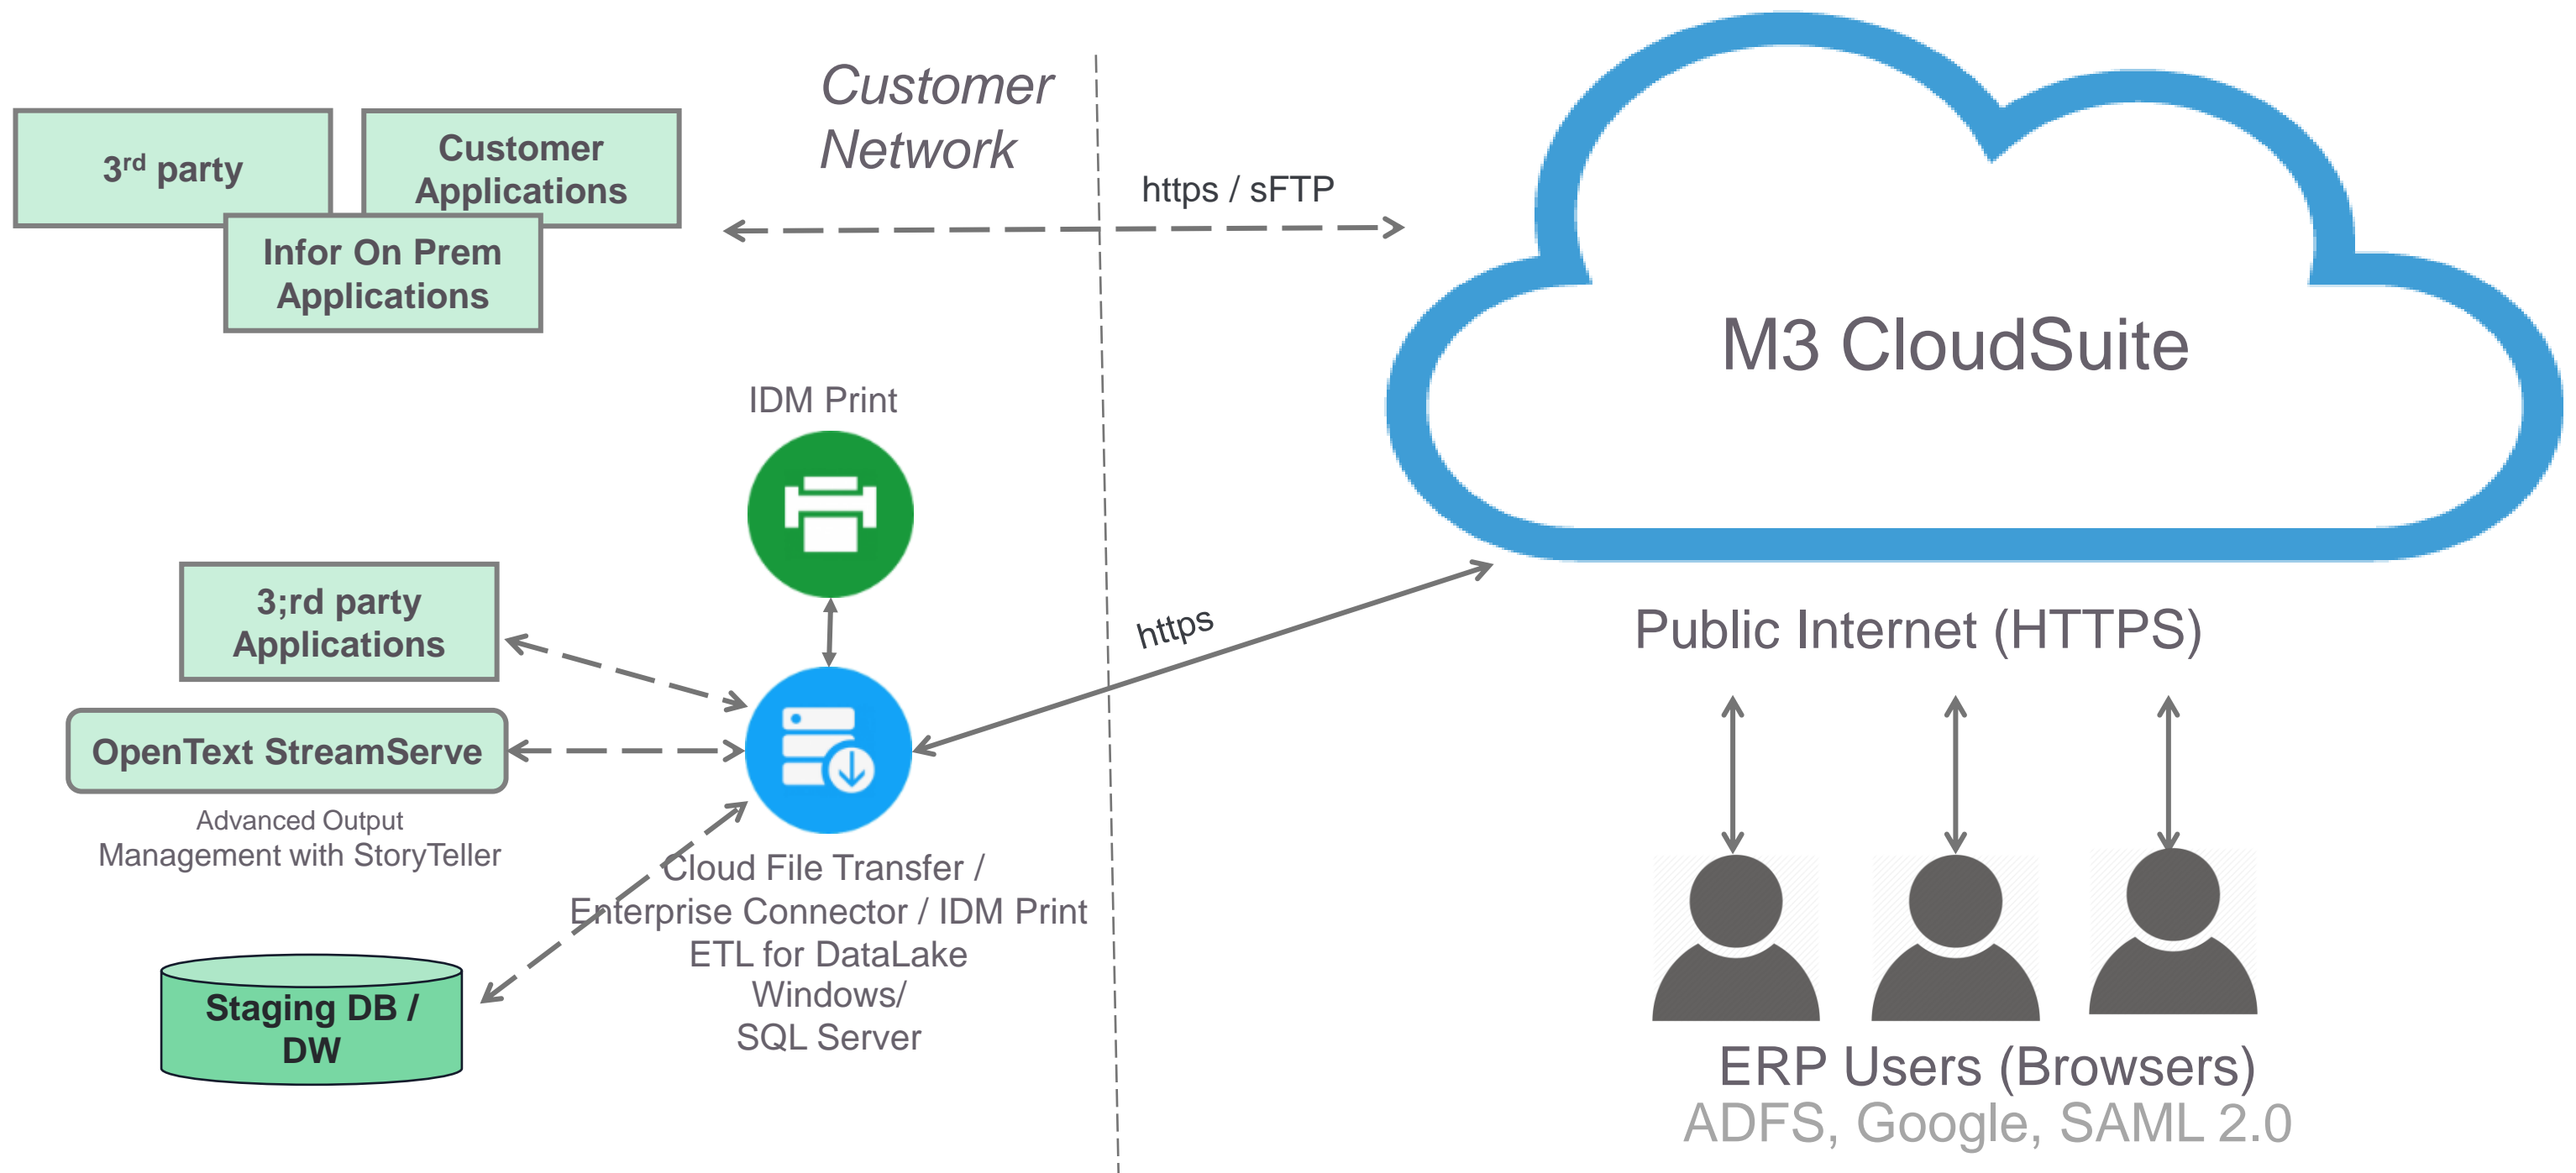 Customer
Network
3rd party
Customer
Applications
Infor On Prem
Applications
https / sFTP
M3 CloudSuite
IDM Print
3;rd party
Applications
https
Public Internet (HTTPS)
OpenText StreamServe
Advanced Output
Management with StoryTeller
Cloud File Transfer /
Enterprise Connector / IDM Print
ETL for DataLake
Windows/
SQL Server
Staging DB /
DW
ERP Users (Browsers)
ADFS, Google, SAML 2.0